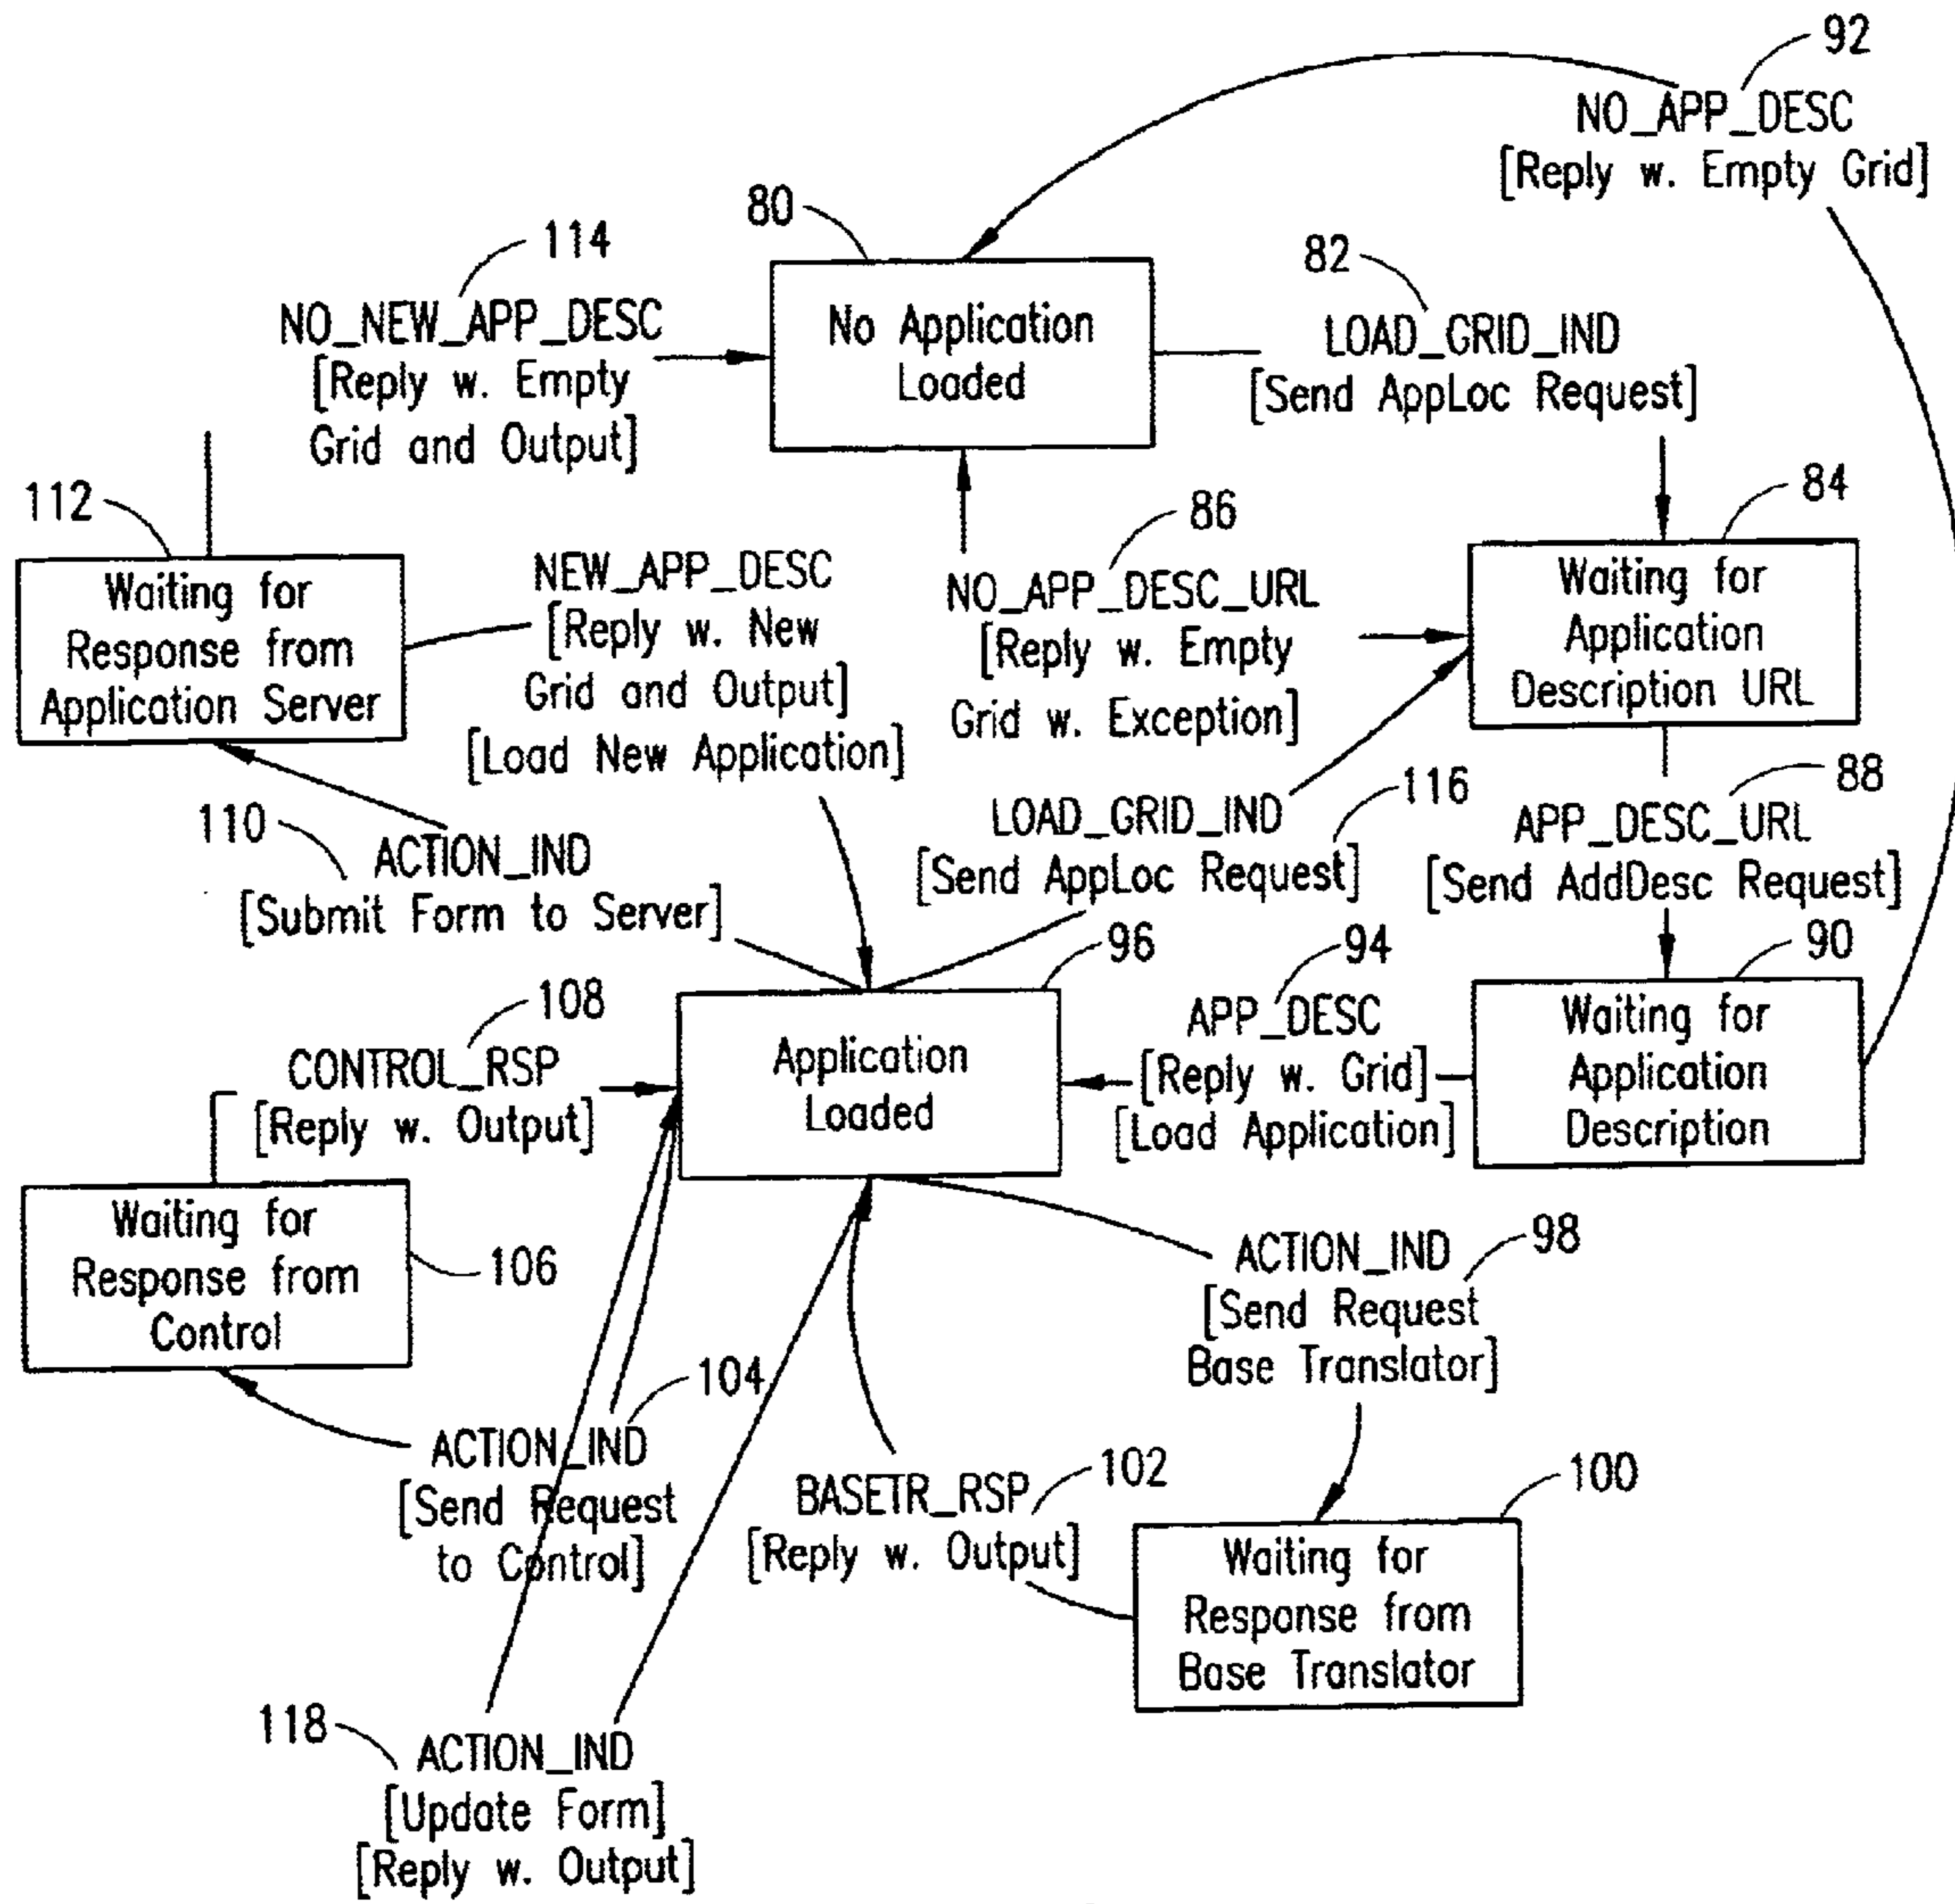 92
NO_APP_DESC
[Reply w. Empty Grid]
80
114
NO_NEW_APP_DESC
[Reply w. Empty
Grid and Output]
No Application
Loaded
82
LOAD_GRID_IND
[Send AppLoc Request]
112
Waiting for
Response from
Application Server
NEW_APP_DESC
[Reply w. New
Grid and Output]
[Load New Application]
86
NO_APP_DESC_URL
[Reply w. Empty
Grid w. Exception]
84
Waiting for
Application
Description URL
110
ACTION_IND
[Submit Form to Server]
LOAD_GRID_IND
116
[Send AppLoc Request]
88
APP_DESC_URL
[Send AddDesc Request]
108
CONTROL_RSP
[Reply w. Output]
96
Application
Loaded
94
APP_DESC
[Reply w. Grid]
[Load Application]
90
Waiting for
Application
Description
Waiting for
Response from
Control
106
104
ACTION_IND
[Send Request
to Control]
ACTION_IND
98
[Send Request
Base Translator]
BASETR_RSP
102
[Reply w. Output]
100
Waiting for
Response from
Base Translator
118
ACTION_IND
[Update Form]
[Reply w. Output]